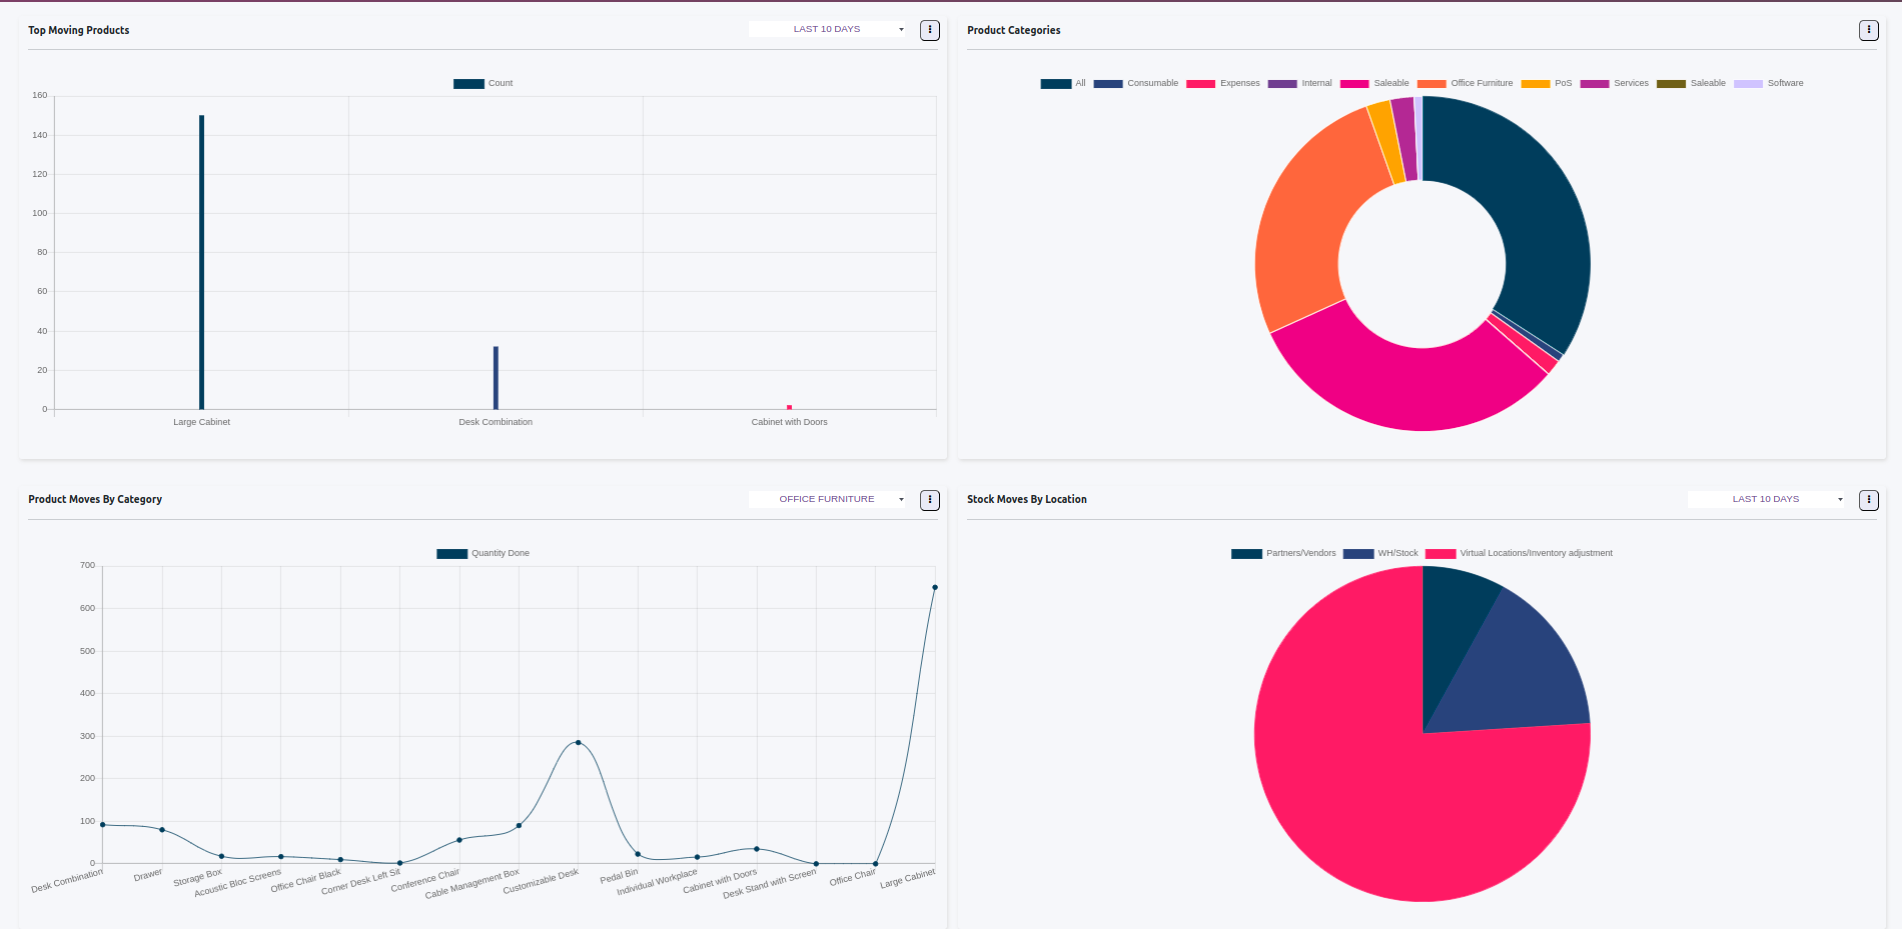 Top Moving Products
LAST 10 DAYS
Count
160
140
120
100
80
60
40
20
0
Large Cabinet Desk Combination Cabinet with Doors
Product Categories
All Consumable Expenses Internal Saleable Office Furniture PoS Services Saleable Software
Product Moves By Category
OFFICE FURNITURE
Quantity Done
700
600
500
400
300
200
100
0
Desk Combination
Drawer
Storage Box
Acoustic Bloc Screens
Office Chair Black
Corner Desk Left Sit
Conference Chair
Cable Management Box
Customizable Desk
Pedal Bin
Individual Workplace
Cabinet with Doors
Desk Stand with Screen
Office Chair
Large Cabinet
Stock Moves By Location
LAST 10 DAYS
Partners/Vendors WH/Stock Virtual Locations/Inventory adjustment